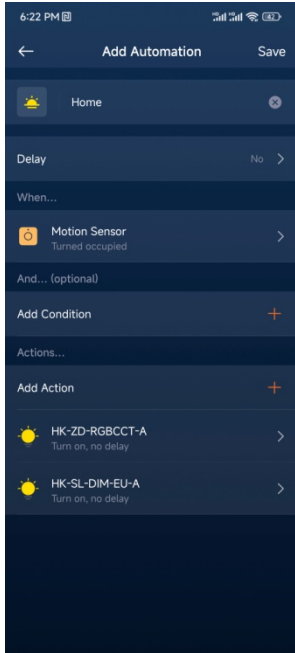 6:22 PM
42
Add Automation
Save
Home
Delay
No
When...
Motion Sensor
Turned occupied
And... (optional)
Add Condition
Actions...
Add Action
HK-ZD-RGBCCT-A
Turn on, no delay
HK-SL-DIM-EU-A
Turn on, no delay